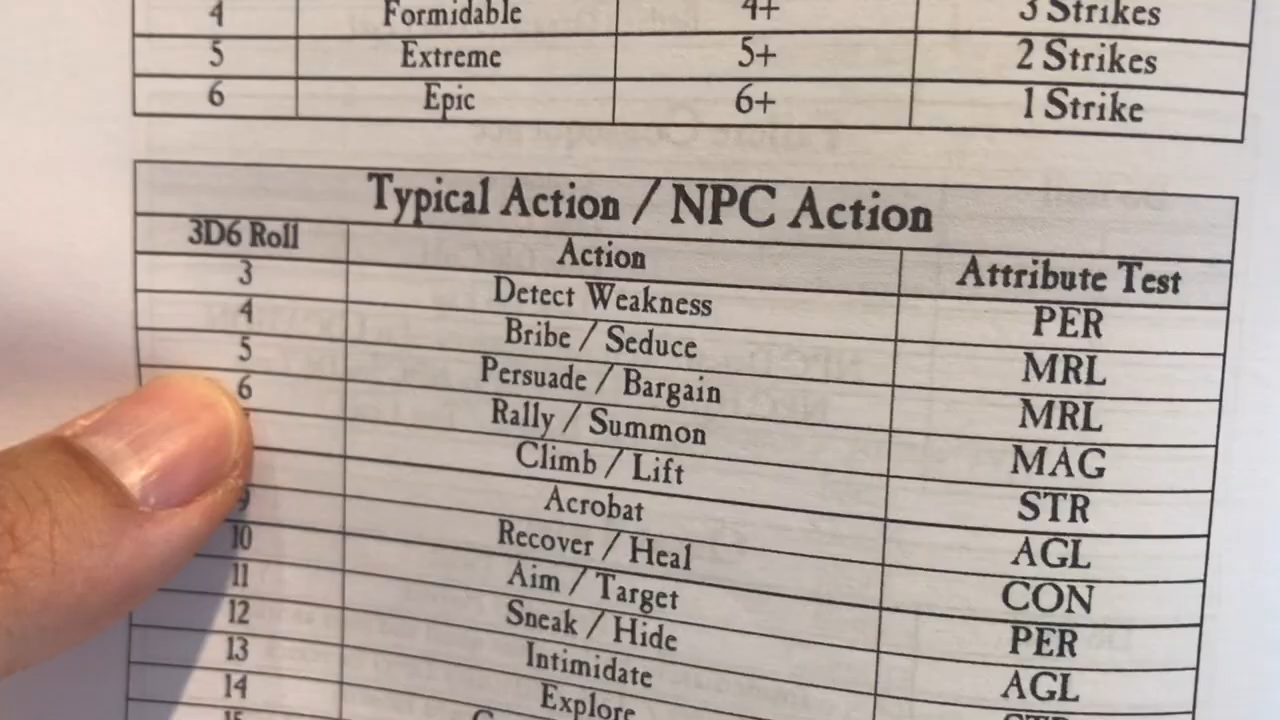 4 Formidable 4+ 3 Strikes
5 Extreme 5+ 2 Strikes
6 Epic 6+ 1 Strike
Typical Action / NPC Action
3D6 Roll Action Attribute Test
3 Detect Weakness PER
4 Bribe / Seduce MRL
5 Persuade / Bargain MRL
6 Rally / Summon MAG
Climb / Lift STR
Acrobat AGL
9 Recover / Heal CON
10 Aim / Target PER
11 Sneak / Hide AGL
12 Intimidate
13 Explore
14